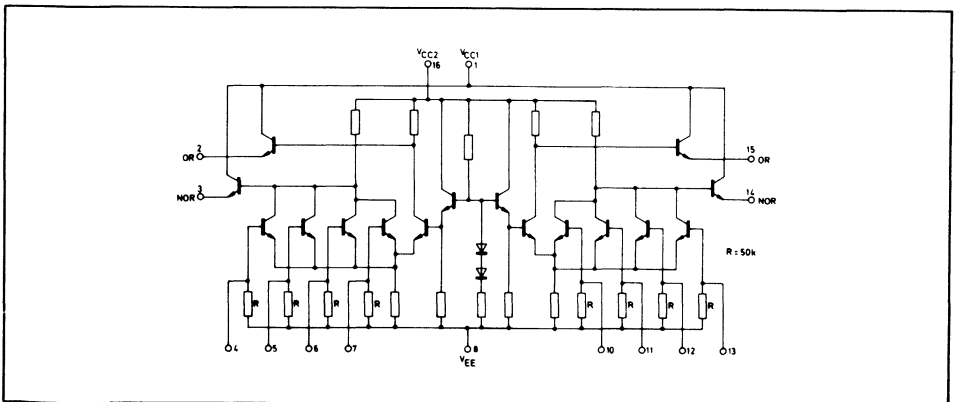 VCC2 VCC1
16 1
2 15
OR OR
3 14
NOR NOR
R = 50k
R R R R R R R R
4 5 6 7 8 10 11 12 13
VEE